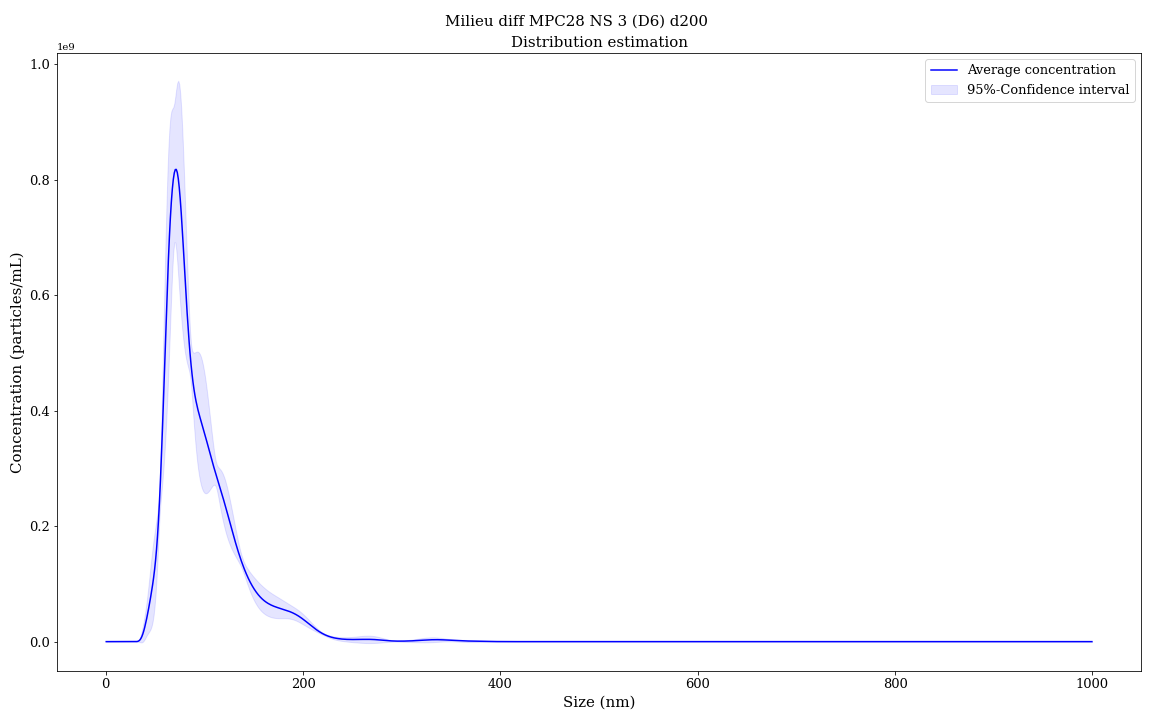 Milieu diff MPC28 NS 3 (D6) d200
Distribution estimation
1e9
Average concentration
95%-Confidence interval
1.0
0.8
0.6
0.4
0.2
0.0
Concentration (particles/mL)
0 200 400 600 800 1000
Size (nm)